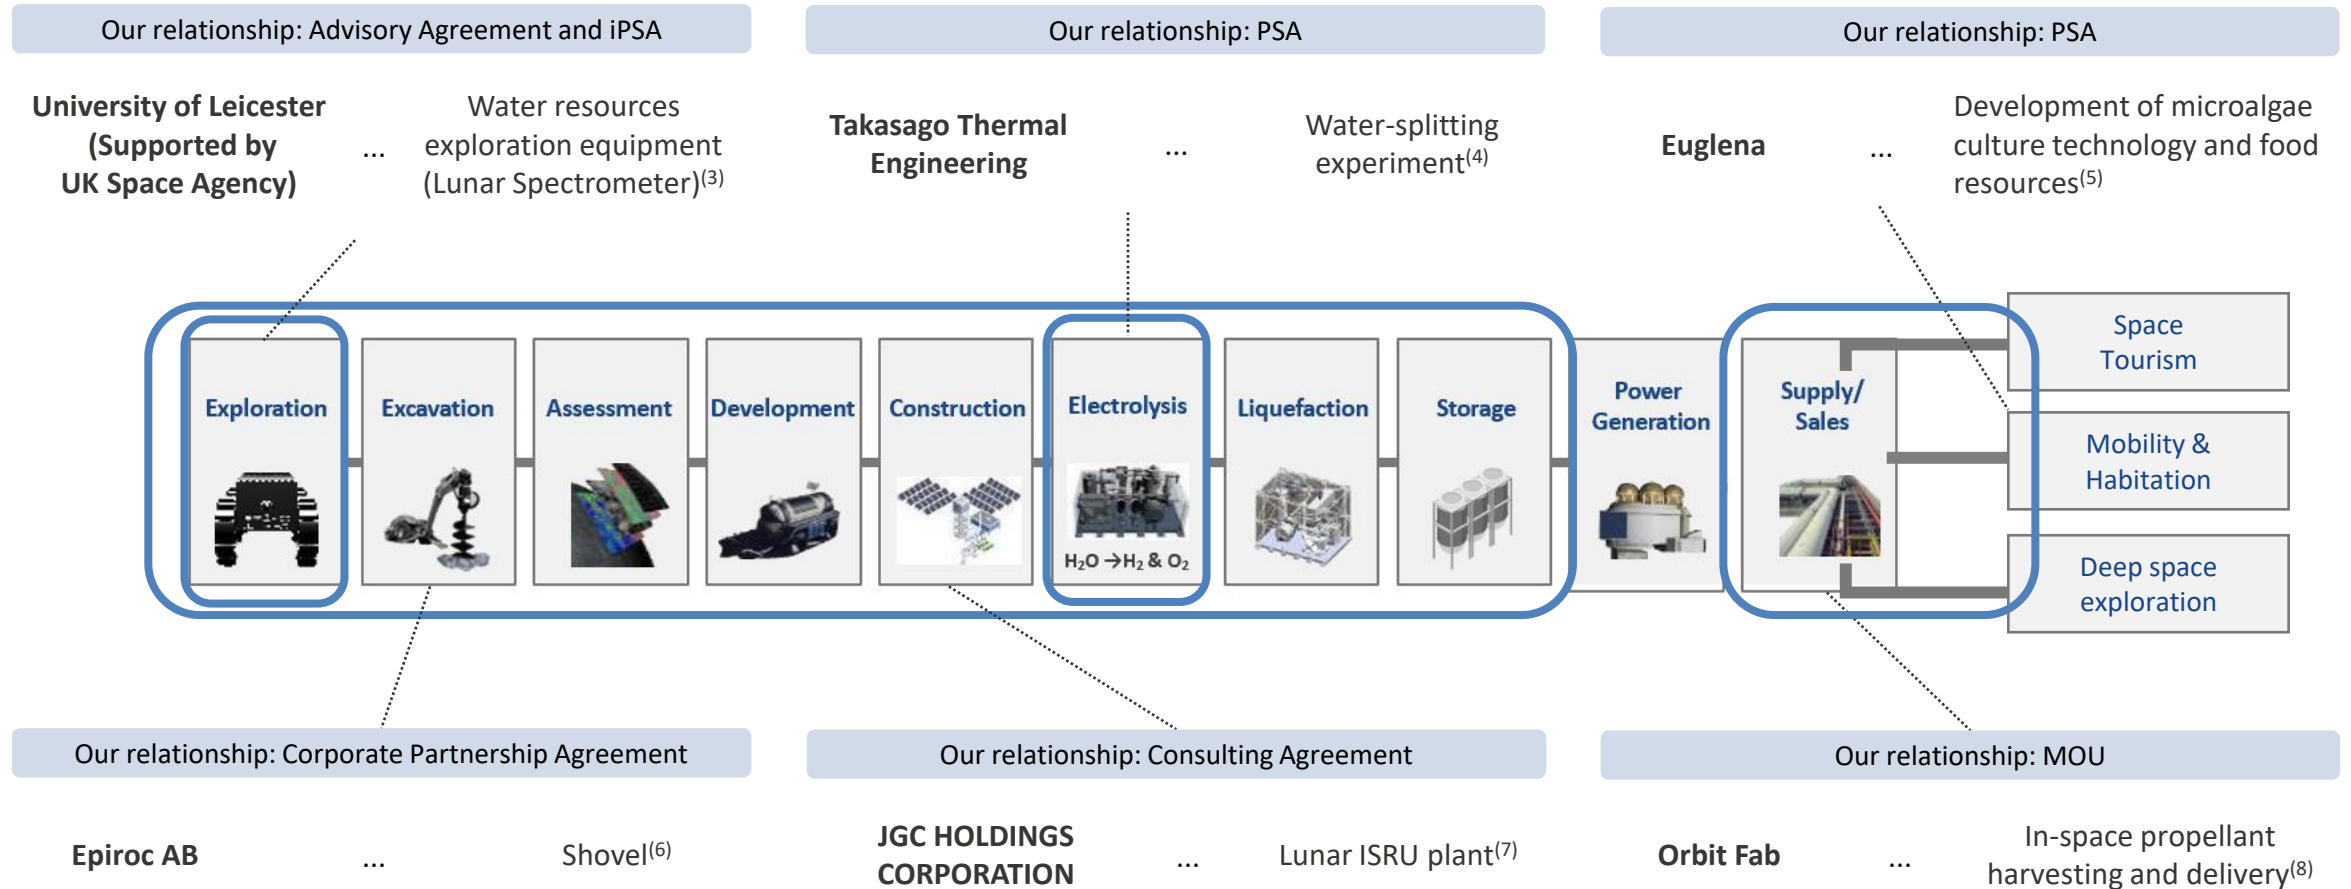 Our relationship: Advisory Agreement and iPSA
Our relationship: PSA
Our relationship: PSA
University of Leicester
(Supported by
UK Space Agency)
...
Water resources
exploration equipment
(Lunar Spectrometer)(3)
Takasago Thermal
Engineering
...
Water-splitting
experiment(4)
Euglena
...
Development of microalgae
culture technology and food
resources(5)
Exploration
Excavation
Assessment
Development
Construction
Electrolysis
H₂O →H₂ & O₂
Liquefaction
Storage
Power
Generation
Supply/
Sales
Space
Tourism
Mobility &
Habitation
Deep space
exploration
Our relationship: Corporate Partnership Agreement
Our relationship: Consulting Agreement
Our relationship: MOU
Epiroc AB
...
Shovel(6)
JGC HOLDINGS
CORPORATION
...
Lunar ISRU plant(7)
Orbit Fab
...
In-space propellant
harvesting and delivery(8)